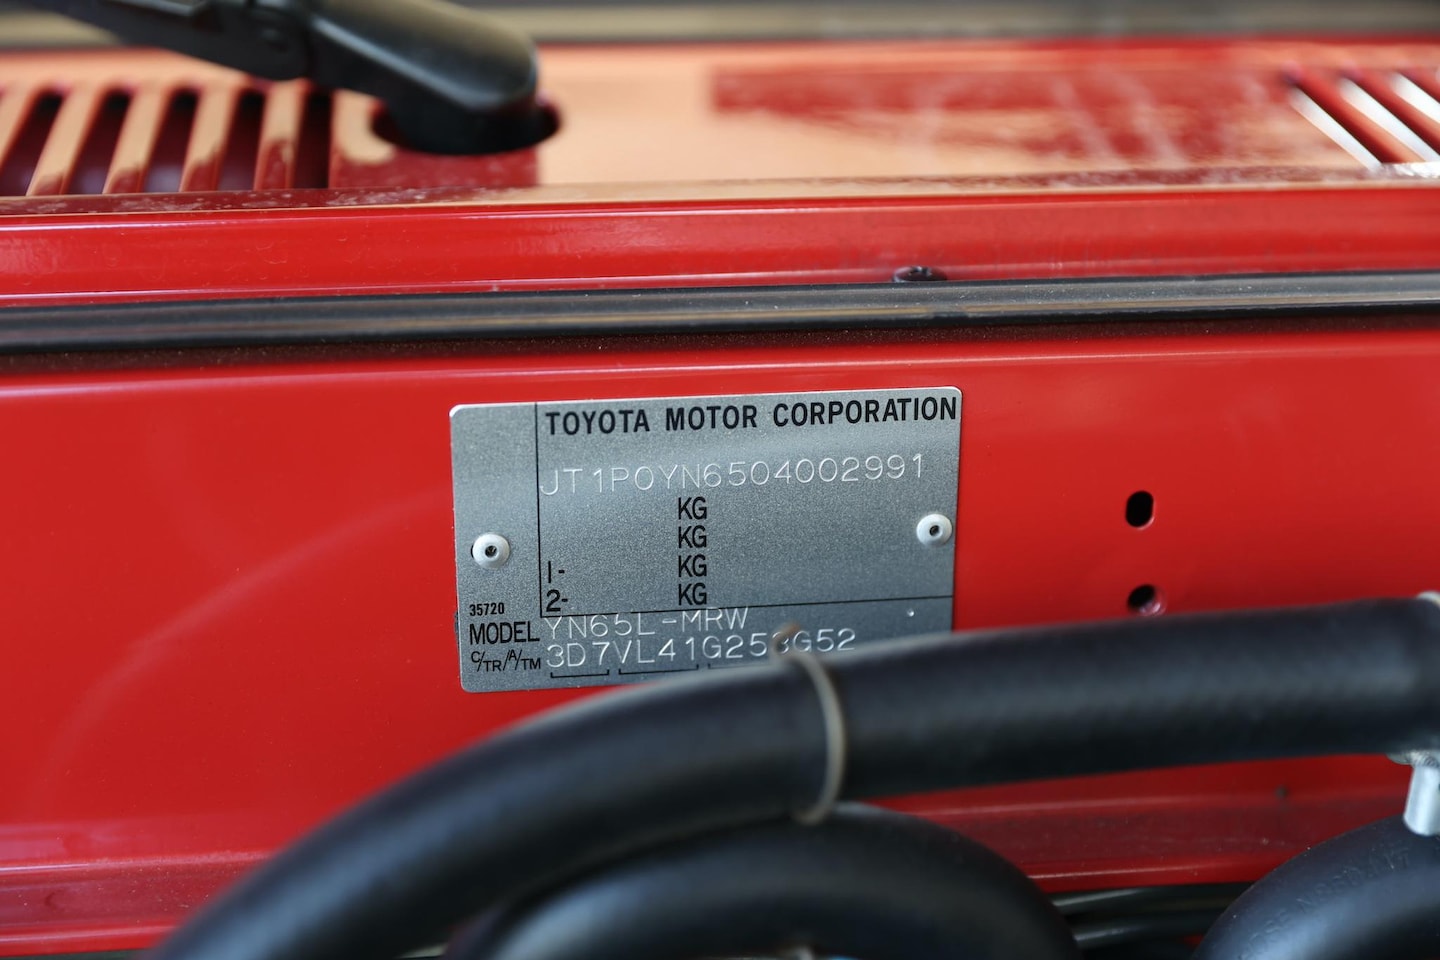 TOYOTA MOTOR CORPORATION
JT1P0YN6504002991
KG
KG
1- KG
2- KG
35720
MODEL YN65L-MRW
C/TR/A/TM 3D7VL41G253G52